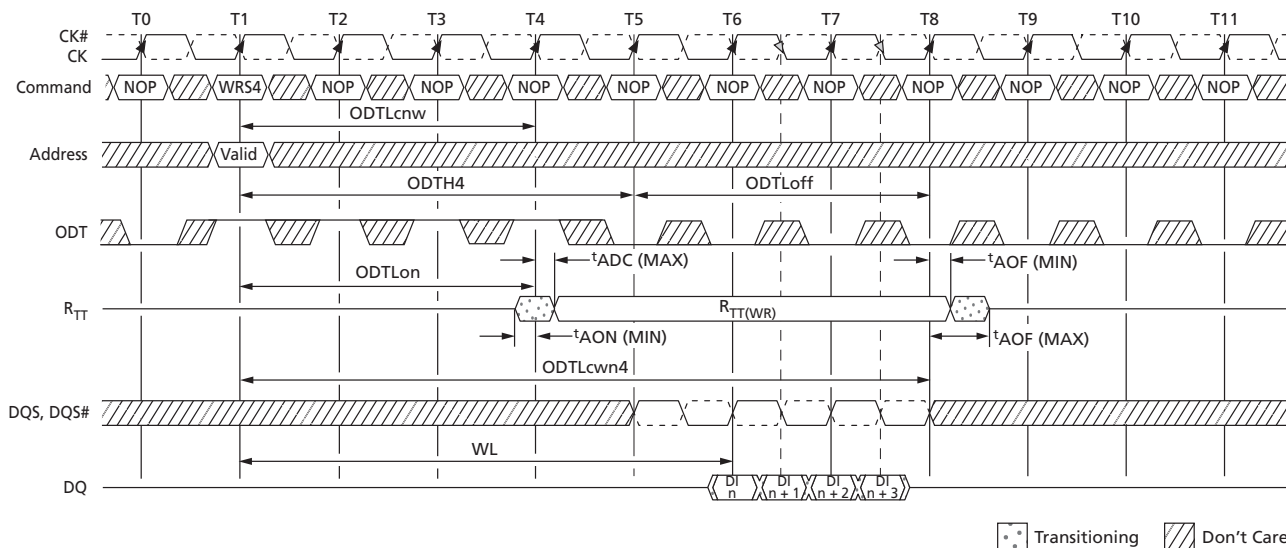 T0 T1 T2 T3 T4 T5 T6 T7 T8 T9 T10 T11
CK#
CK
Command NOP WRS4 NOP NOP NOP NOP NOP NOP NOP NOP NOP NOP
ODTLcnw
Address Valid
ODTH4 ODTLoff
ODT
tADC (MAX) tAOF (MIN)
ODTLon
RTT RTT(WR)
tAON (MIN) tAOF (MAX)
ODTLcwn4
DQS, DQS#
WL
DQ DI n DI n + 1 DI n + 2 DI n + 3
Transitioning Don't Care